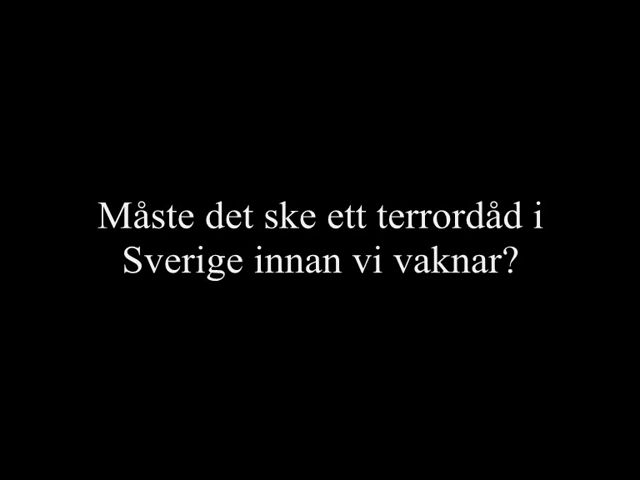 Måste det ske ett terrordåd i
Sverige innan vi vaknar?